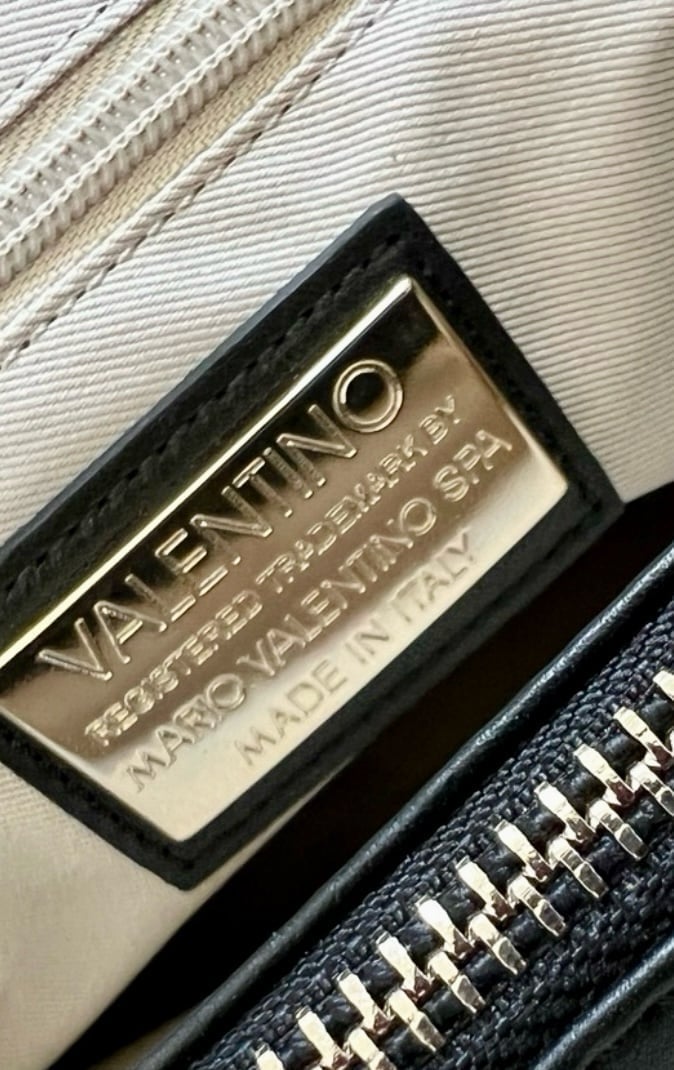 VALENTINO
REGISTERED TRADEMARK BY
MARIO VALENTINO SPA
MADE IN ITALY